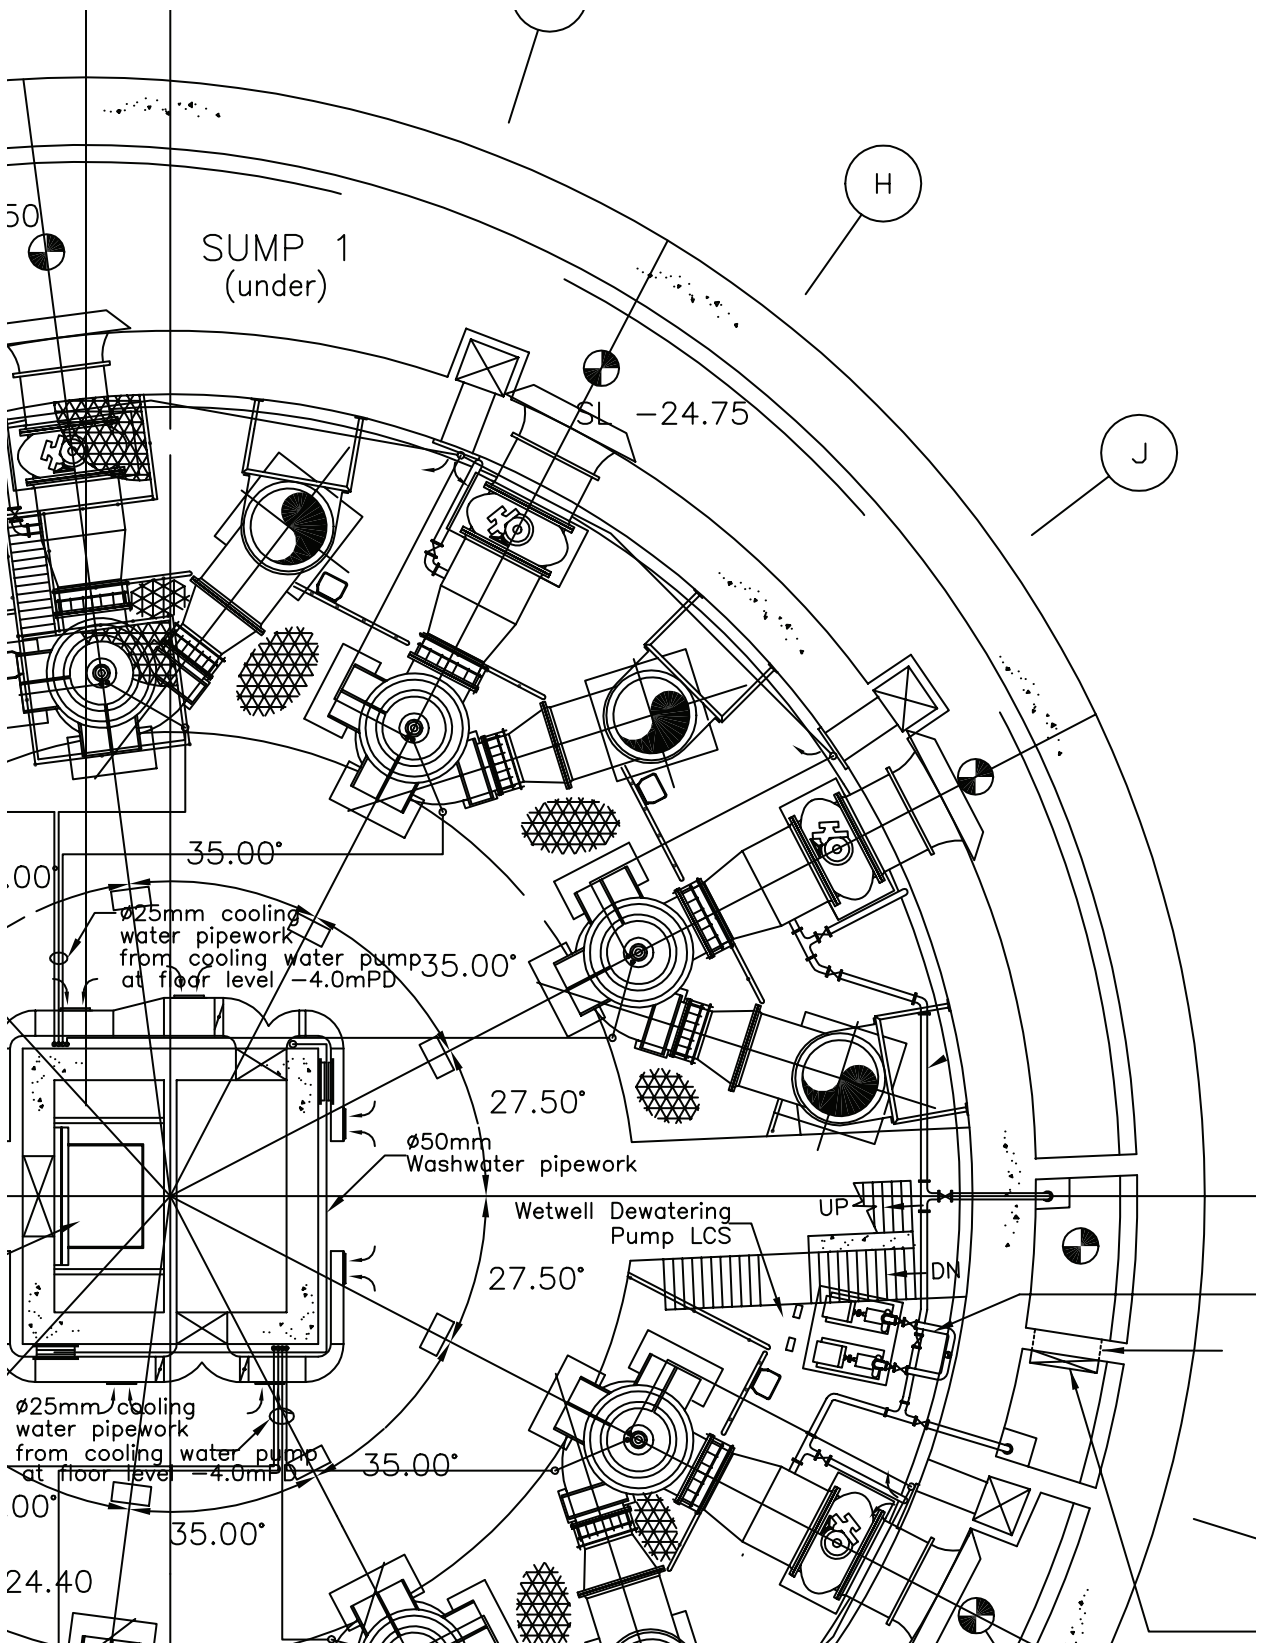 H
50
SUMP 1
(under)
SL -24.75
J
35.00°
.00
ø25mm cooling
water pipework
from cooling water pump
at floor level -4.0mPD
35.00°
27.50°
ø50mm
Washwater pipework
UP
Wetwell Dewatering
Pump LCS
DN
27.50°
ø25mm cooling
water pipework
from cooling water pump
at floor level -4.0mPD
35.00°
00°
35.00°
24.40